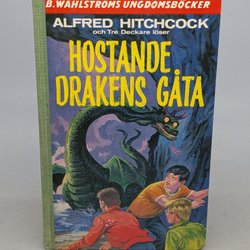 B.WAHLSTRÖMS UNGDOMSBÖCKER
ALFRED HITCHCOCK
och Tre Deckare löser
HOSTANDE
DRAKENS GÅTA